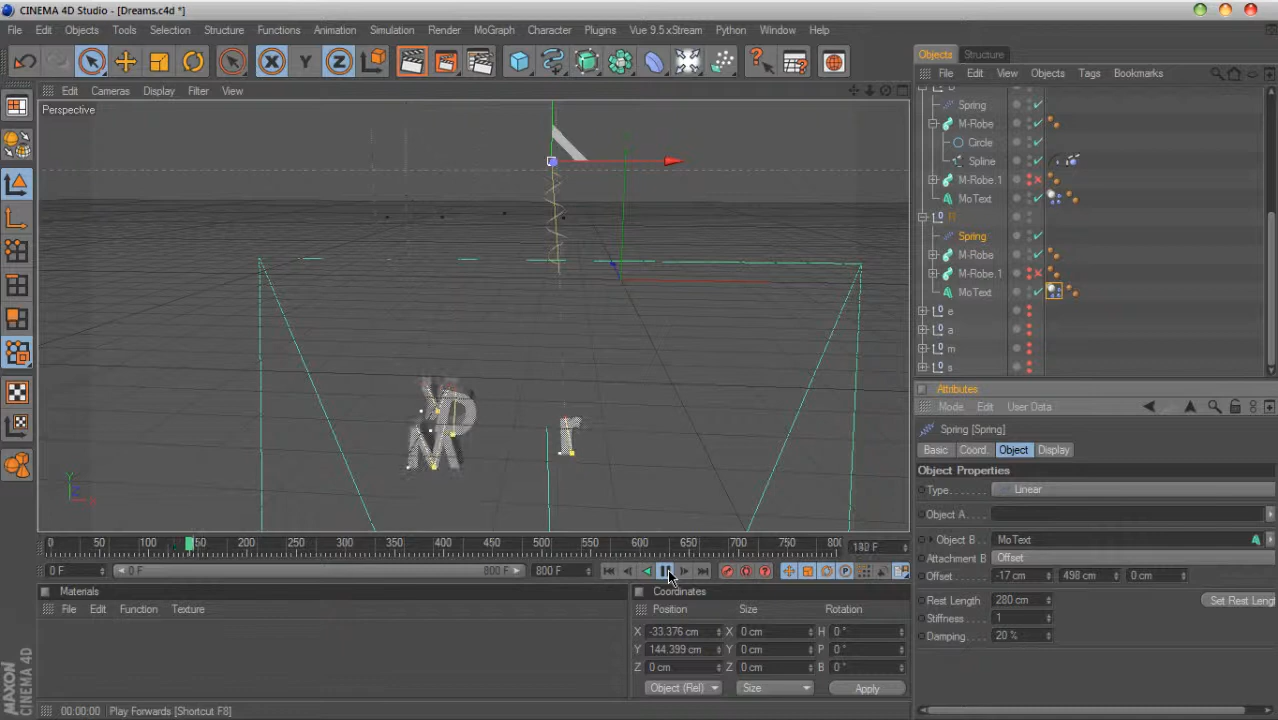 CINEMA 4D Studio - [Dreams.c4d *]
File Edit Objects Tools Selection Structure Functions Animation Simulation Render MoGraph Character Plugins Vue 9.5 xStream Python Window Help
X Y Z
Objects Structure
File Edit View Objects Tags Bookmarks
Edit Cameras Display Filter View
Perspective
Spring
M-Robe
Circle
Spline
M-Robe.1
MoText
Spring
M-Robe
M-Robe.1
MoText
e
a
m
s
M
r
Y
Z
Attributes
Mode Edit User Data
Spring [Spring]
Basic Coord. Object Display
Object Properties
Type Linear
Object A
Object B MoText
Attachment B Offset
Offset -17 cm 498 cm 0 cm
Rest Length 280 cm Set Rest Leng
Stiffness 1
Damping 20 %
0 50 100 50 200 250 300 350 400 450 500 550 600 650 700 750 800
0 F 0 F 800 F 800 F
Materials
File Edit Function Texture
Coordinates
Position Size Rotation
X -33.376 cm X 0 cm H 0 °
Y 144.399 cm Y 0 cm P 0 °
Z 0 cm Z 0 cm B 0 °
Object (Rel) Size Apply
MAXON
CINEMA 4D
00:00:00 Play Forwards [Shortcut F8]